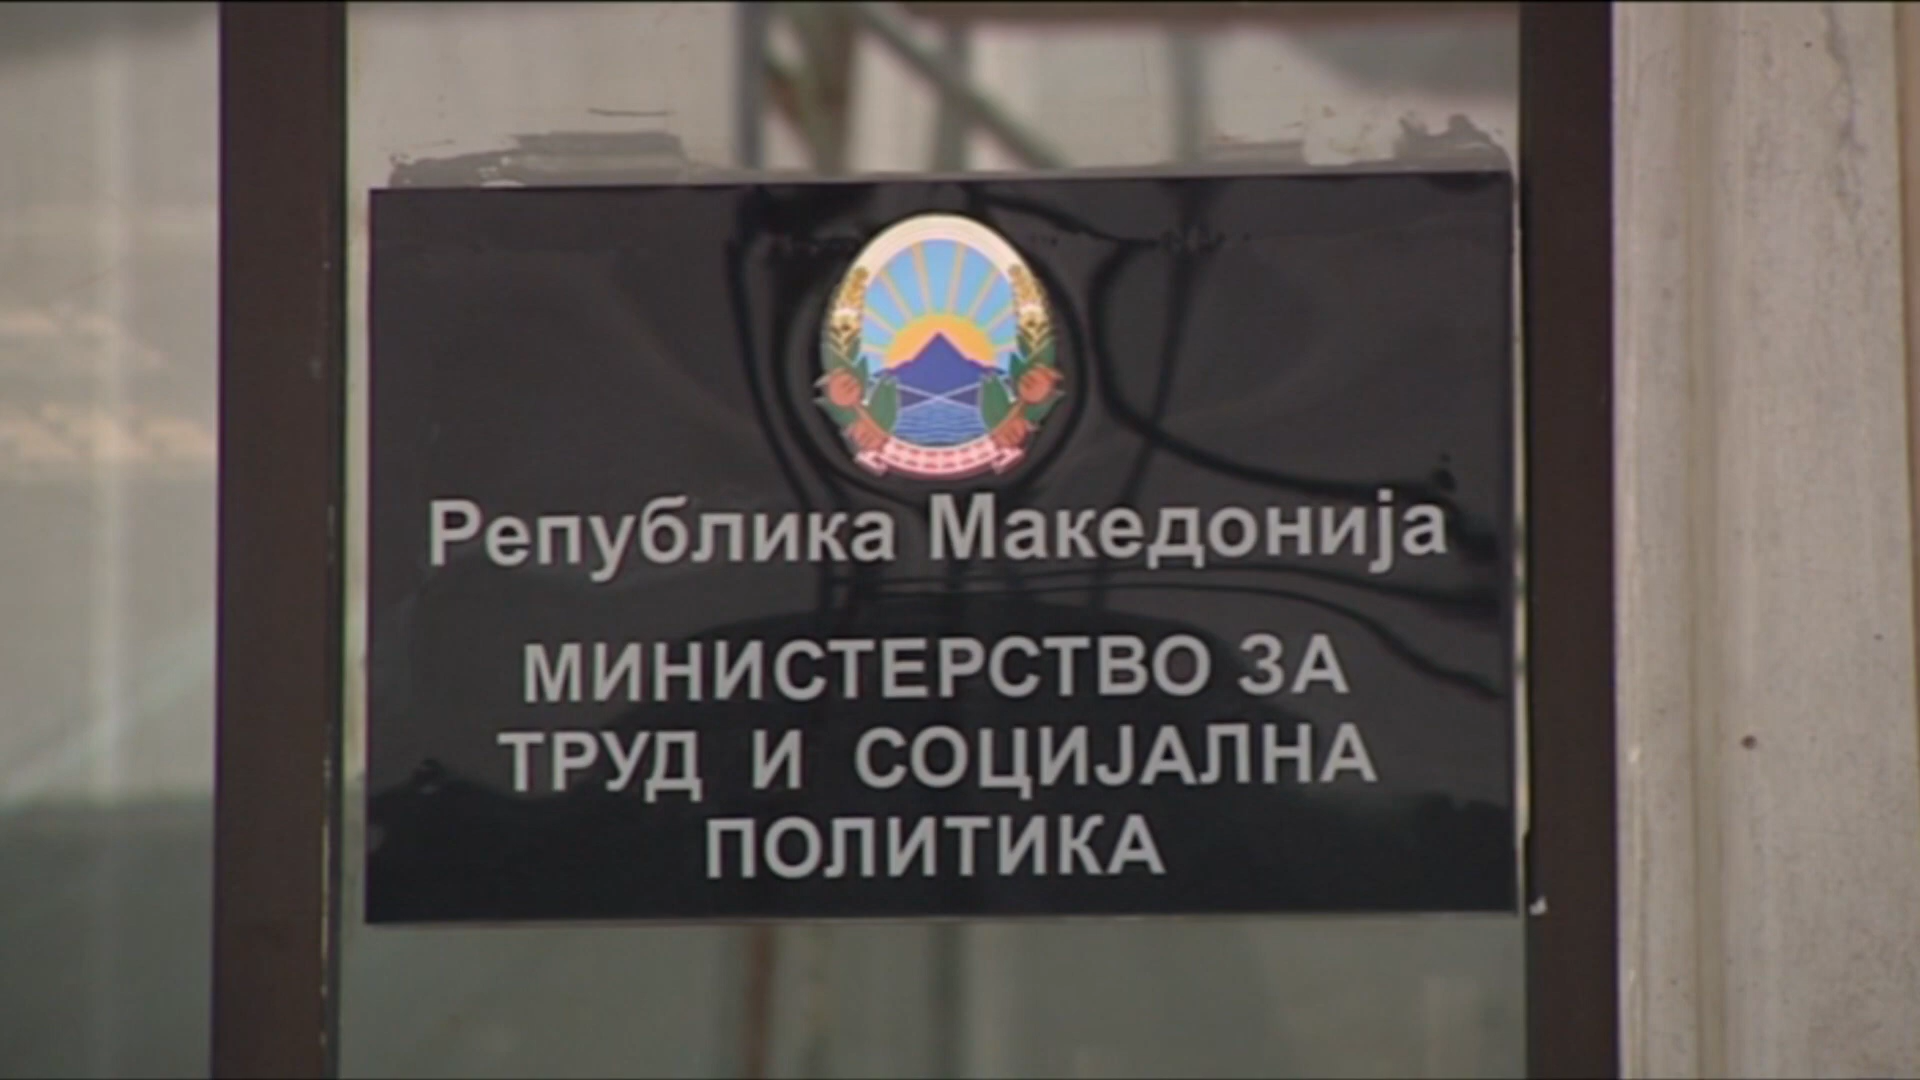 Република Македонија
МИНИСТЕРСТВО ЗА
ТРУД И СОЦИЈАЛНА
ПОЛИТИКА